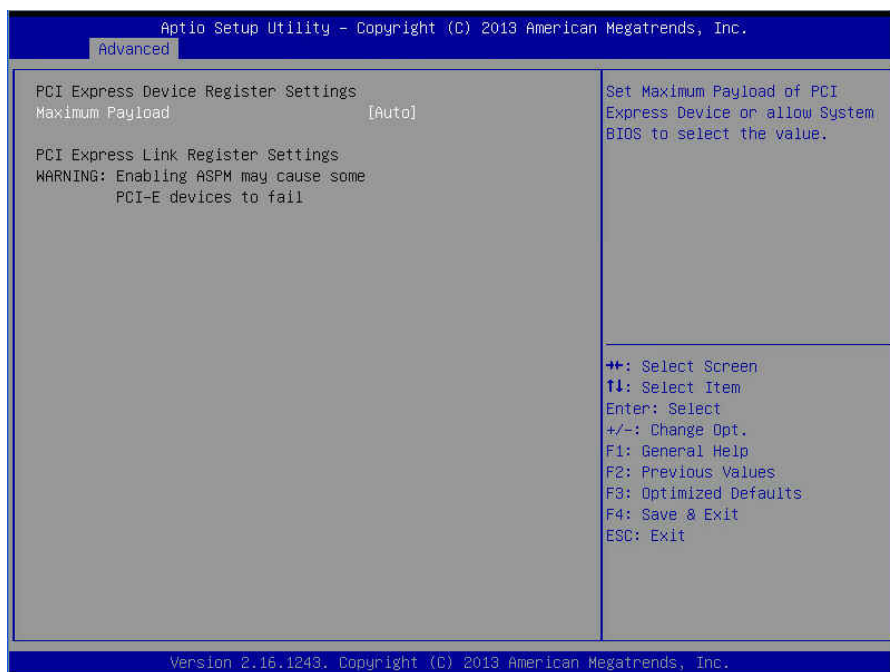 Aptio Setup Utility – Copyright (C) 2013 American Megatrends, Inc.
Advanced
PCI Express Device Register Settings
Maximum Payload [Auto]
PCI Express Link Register Settings
WARNING: Enabling ASPM may cause some
PCI-E devices to fail
Set Maximum Payload of PCI
Express Device or allow System
BIOS to select the value.
→←: Select Screen
↑↓: Select Item
Enter: Select
+/-: Change Opt.
F1: General Help
F2: Previous Values
F3: Optimized Defaults
F4: Save & Exit
ESC: Exit
Version 2.16.1243. Copyright (C) 2013 American Megatrends, Inc.